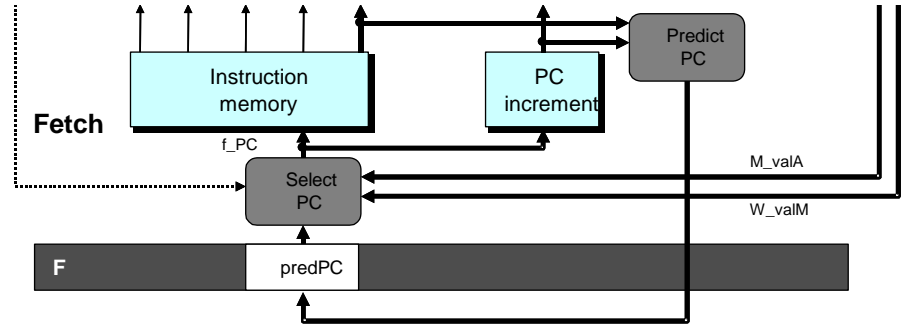 Predict
PC
Instruction
memory
PC
increment
Fetch
f_PC
M_valA
Select
PC
W_valM
F
predPC